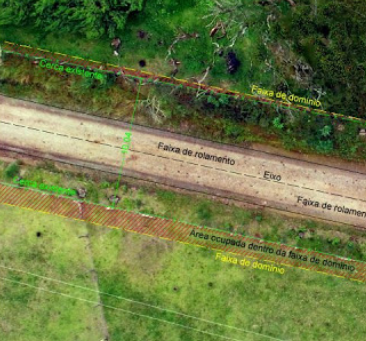 Cerca existente
Faixa de domínio
Faixa de rolamento
Eixo
Faixa de rolamen
Área ocupada dentro da faixa de domínio
Faixa de domínio